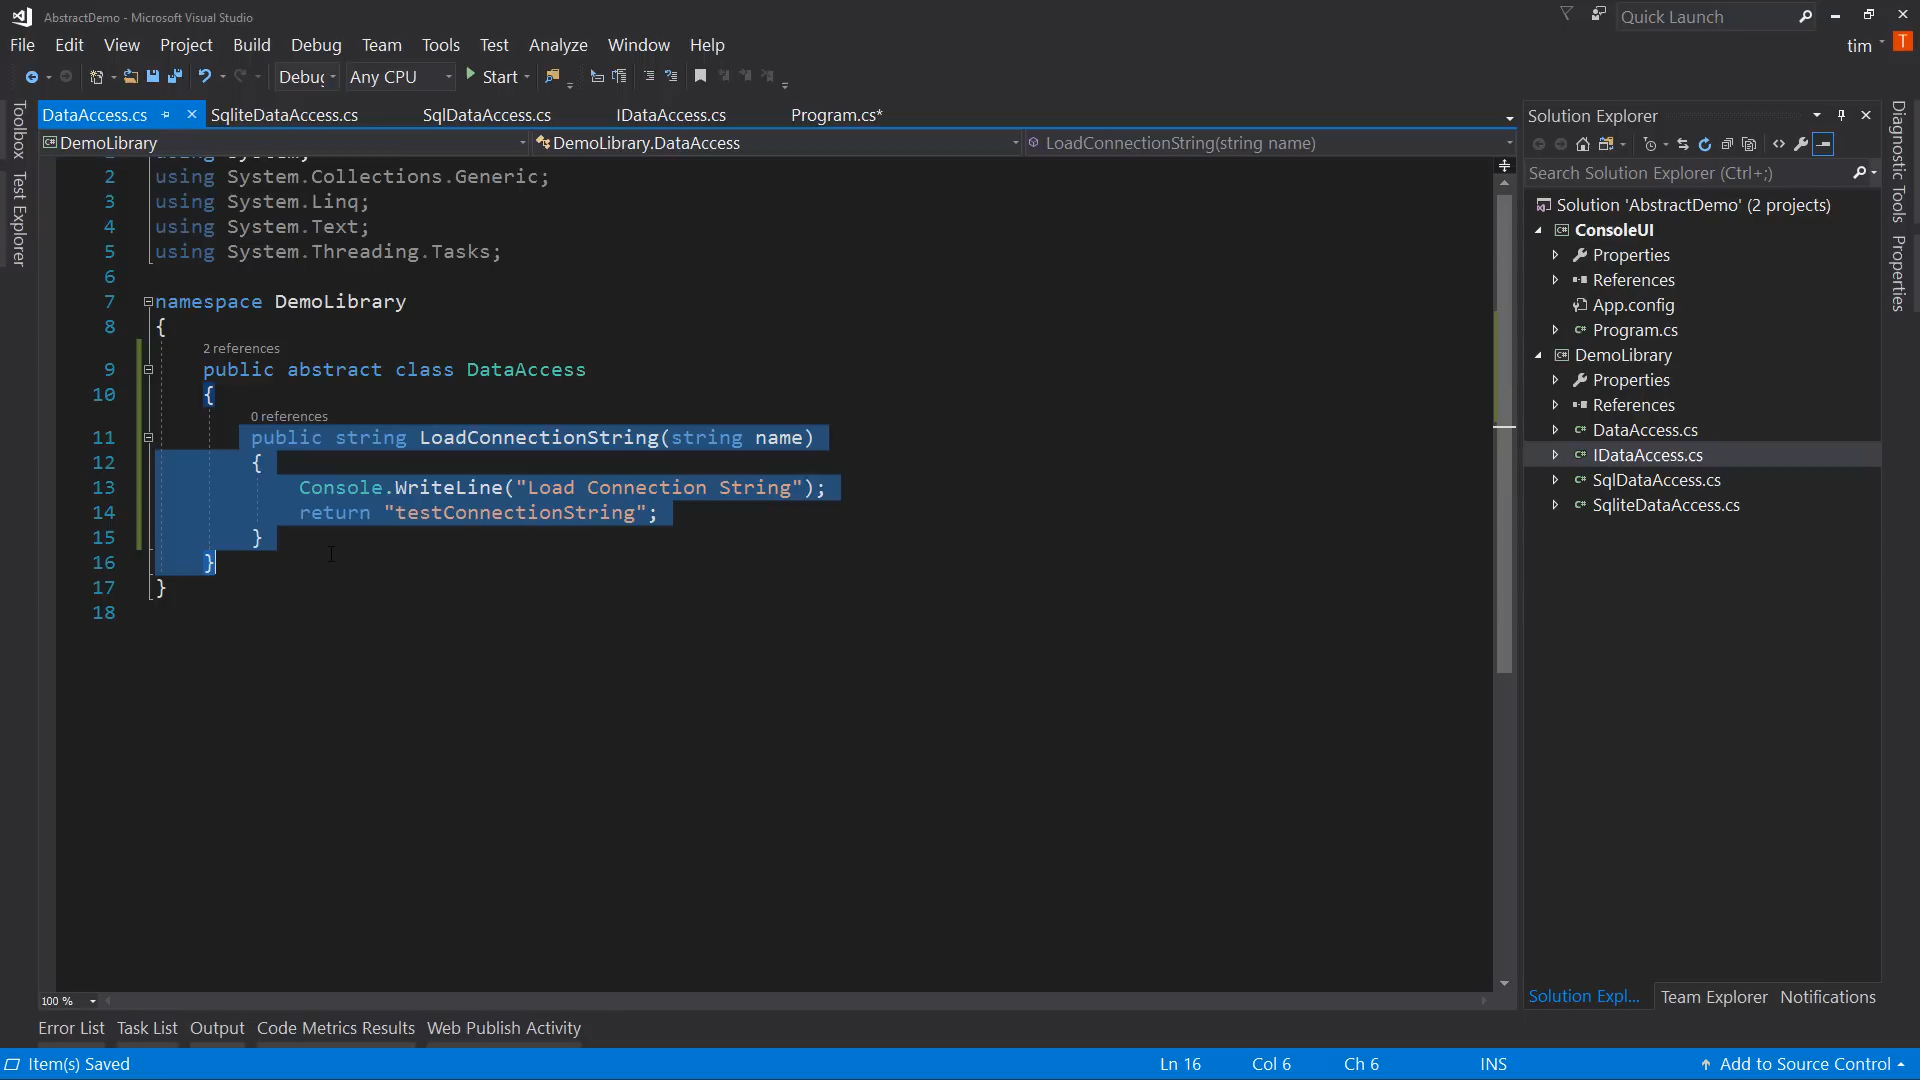 AbstractDemo - Microsoft Visual Studio
Quick Launch
File Edit View Project Build Debug Team Tools Test Analyze Window Help
tim T
Debug Any CPU Start
DataAccess.cs SqliteDataAccess.cs SqlDataAccess.cs IDataAccess.cs Program.cs*
DemoLibrary DemoLibrary.DataAccess LoadConnectionString(string name)
Toolbox
Test Explorer
using System;
2 using System.Collections.Generic;
3 using System.Linq;
4 using System.Text;
5 using System.Threading.Tasks;
6
7 namespace DemoLibrary
8 {
2 references
9 public abstract class DataAccess
10 {
0 references
11 public string LoadConnectionString(string name)
12 {
13 Console.WriteLine("Load Connection String");
14 return "testConnectionString";
15 }
16 }
17 }
18
100 %
Solution Explorer
Search Solution Explorer (Ctrl+;)
Solution 'AbstractDemo' (2 projects)
ConsoleUI
Properties
References
App.config
Program.cs
DemoLibrary
Properties
References
DataAccess.cs
IDataAccess.cs
SqlDataAccess.cs
SqliteDataAccess.cs
Solution Expl... Team Explorer Notifications
Diagnostic Tools
Properties
Error List Task List Output Code Metrics Results Web Publish Activity
Item(s) Saved Ln 16 Col 6 Ch 6 INS Add to Source Control